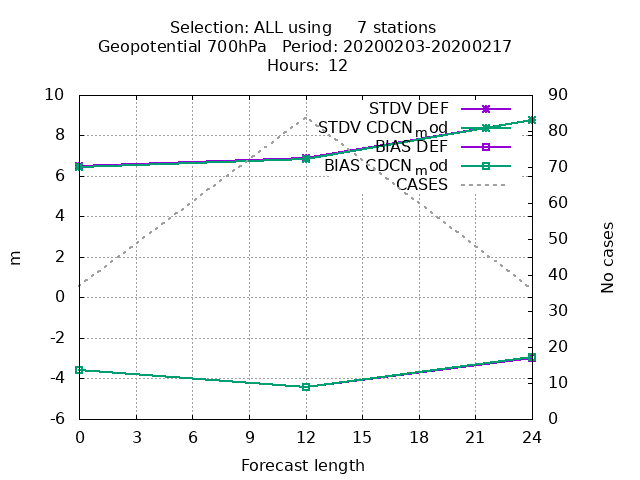 Selection: ALL using     7 stations
Geopotential 700hPa   Period: 20200203-20200217
Hours:  12
10
8
6
4
2
0
-2
-4
-6
90
80
70
60
50
40
30
20
10
0
STDV DEF
STDV CDCNmod
BIAS DEF
BIAS CDCNmod
CASES
m
No cases
0 3 6 9 12 15 18 21 24
Forecast length